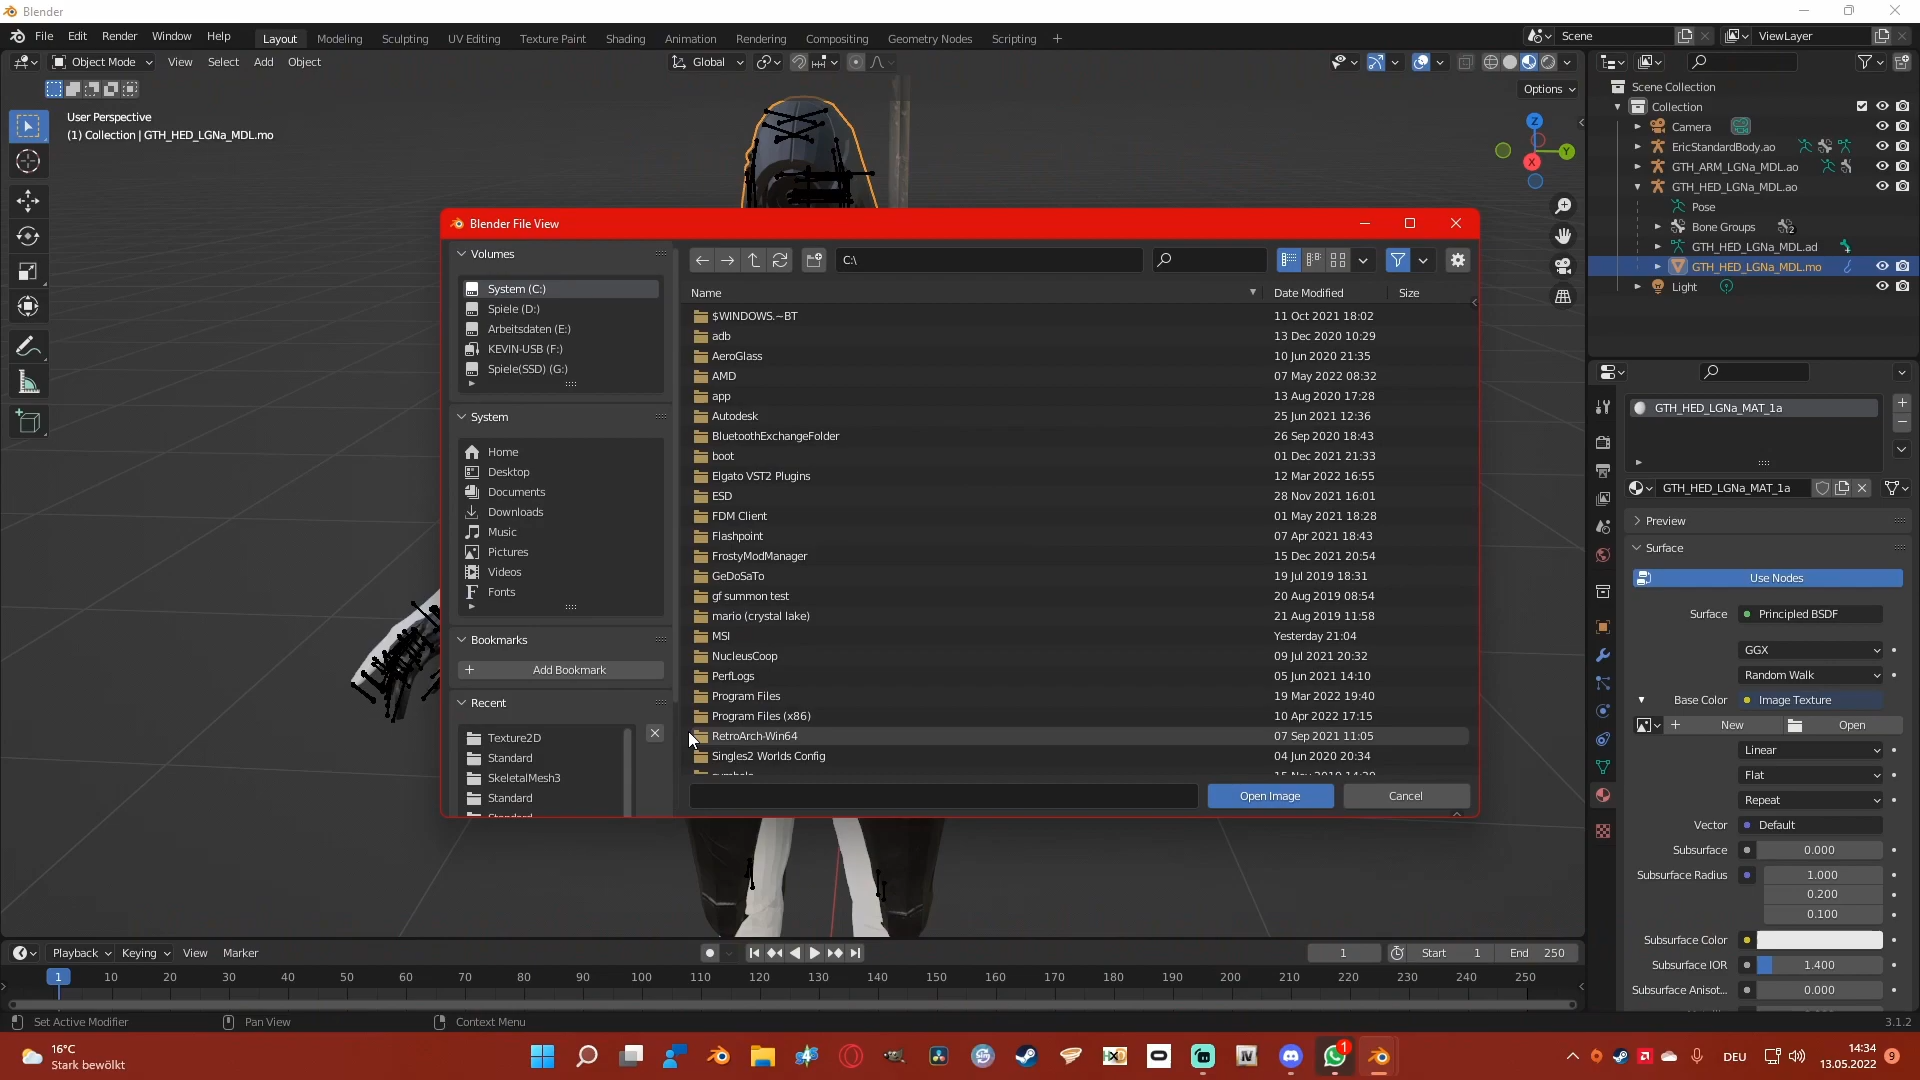 Blender
File Edit Render Window Help
Layout Modeling Sculpting UV Editing Texture Paint Shading Animation Rendering Compositing Geometry Nodes Scripting +
Scene
ViewLayer
Object Mode View Select Add Object
Global
Options
User Perspective
(1) Collection | GTH_HED_LGNa_MDL.mo
Z
Y
X
Scene Collection
Collection
Camera
EricStandardBody.ao
GTH_ARM_LGNa_MDL.ao
GTH_HED_LGNa_MDL.ao
Pose
Bone Groups 2
GTH_HED_LGNa_MDL.ad
GTH_HED_LGNa_MDL.mo
Light
Blender File View
Volumes
System (C:)
Spiele (D:)
Arbeitsdaten (E:)
KEVIN-USB (F:)
Spiele(SSD) (G:)
System
Home
Desktop
Documents
Downloads
Music
Pictures
Videos
Fonts
Bookmarks
Add Bookmark
Recent
Texture2D
Standard
SkeletalMesh3
Standard
C:\
Name Date Modified Size
$WINDOWS.~BT 11 Oct 2021 18:02
adb 13 Dec 2020 10:29
AeroGlass 10 Jun 2020 21:35
AMD 07 May 2022 08:32
app 13 Aug 2020 17:28
Autodesk 25 Jun 2021 12:36
BluetoothExchangeFolder 26 Sep 2020 18:43
boot 01 Dec 2021 21:33
Elgato VST2 Plugins 12 Mar 2022 16:55
ESD 28 Nov 2021 16:01
FDM Client 01 May 2021 18:28
Flashpoint 07 Apr 2021 18:43
FrostyModManager 15 Dec 2021 20:54
GeDoSaTo 19 Jul 2019 18:31
gf summon test 20 Aug 2019 08:54
mario (crystal lake) 21 Aug 2019 11:58
MSI Yesterday 21:04
NucleusCoop 09 Jul 2021 20:32
PerfLogs 05 Jun 2021 14:10
Program Files 19 Mar 2022 19:40
Program Files (x86) 10 Apr 2022 17:15
RetroArch-Win64 07 Sep 2021 11:05
Singles2 Worlds Config 04 Jun 2020 20:34
Open Image
Cancel
GTH_HED_LGNa_MAT_1a
GTH_HED_LGNa_MAT_1a
Preview
Surface
Use Nodes
Surface Principled BSDF
GGX
Random Walk
Base Color Image Texture
New Open
Linear
Flat
Repeat
Vector Default
Subsurface 0.000
Subsurface Radius 1.000
0.200
0.100
Subsurface Color
Subsurface IOR 1.400
Subsurface Anisot... 0.000
Playback Keying View Marker
1 Start 1 End 250
1 10 20 30 40 50 60 70 80 90 100 110 120 130 140 150 160 170 180 190 200 210 220 230 240 250
Set Active Modifier Pan View Context Menu
3.1.2
16°C
Stark bewölkt
1
DEU
14:34
13.05.2022
9